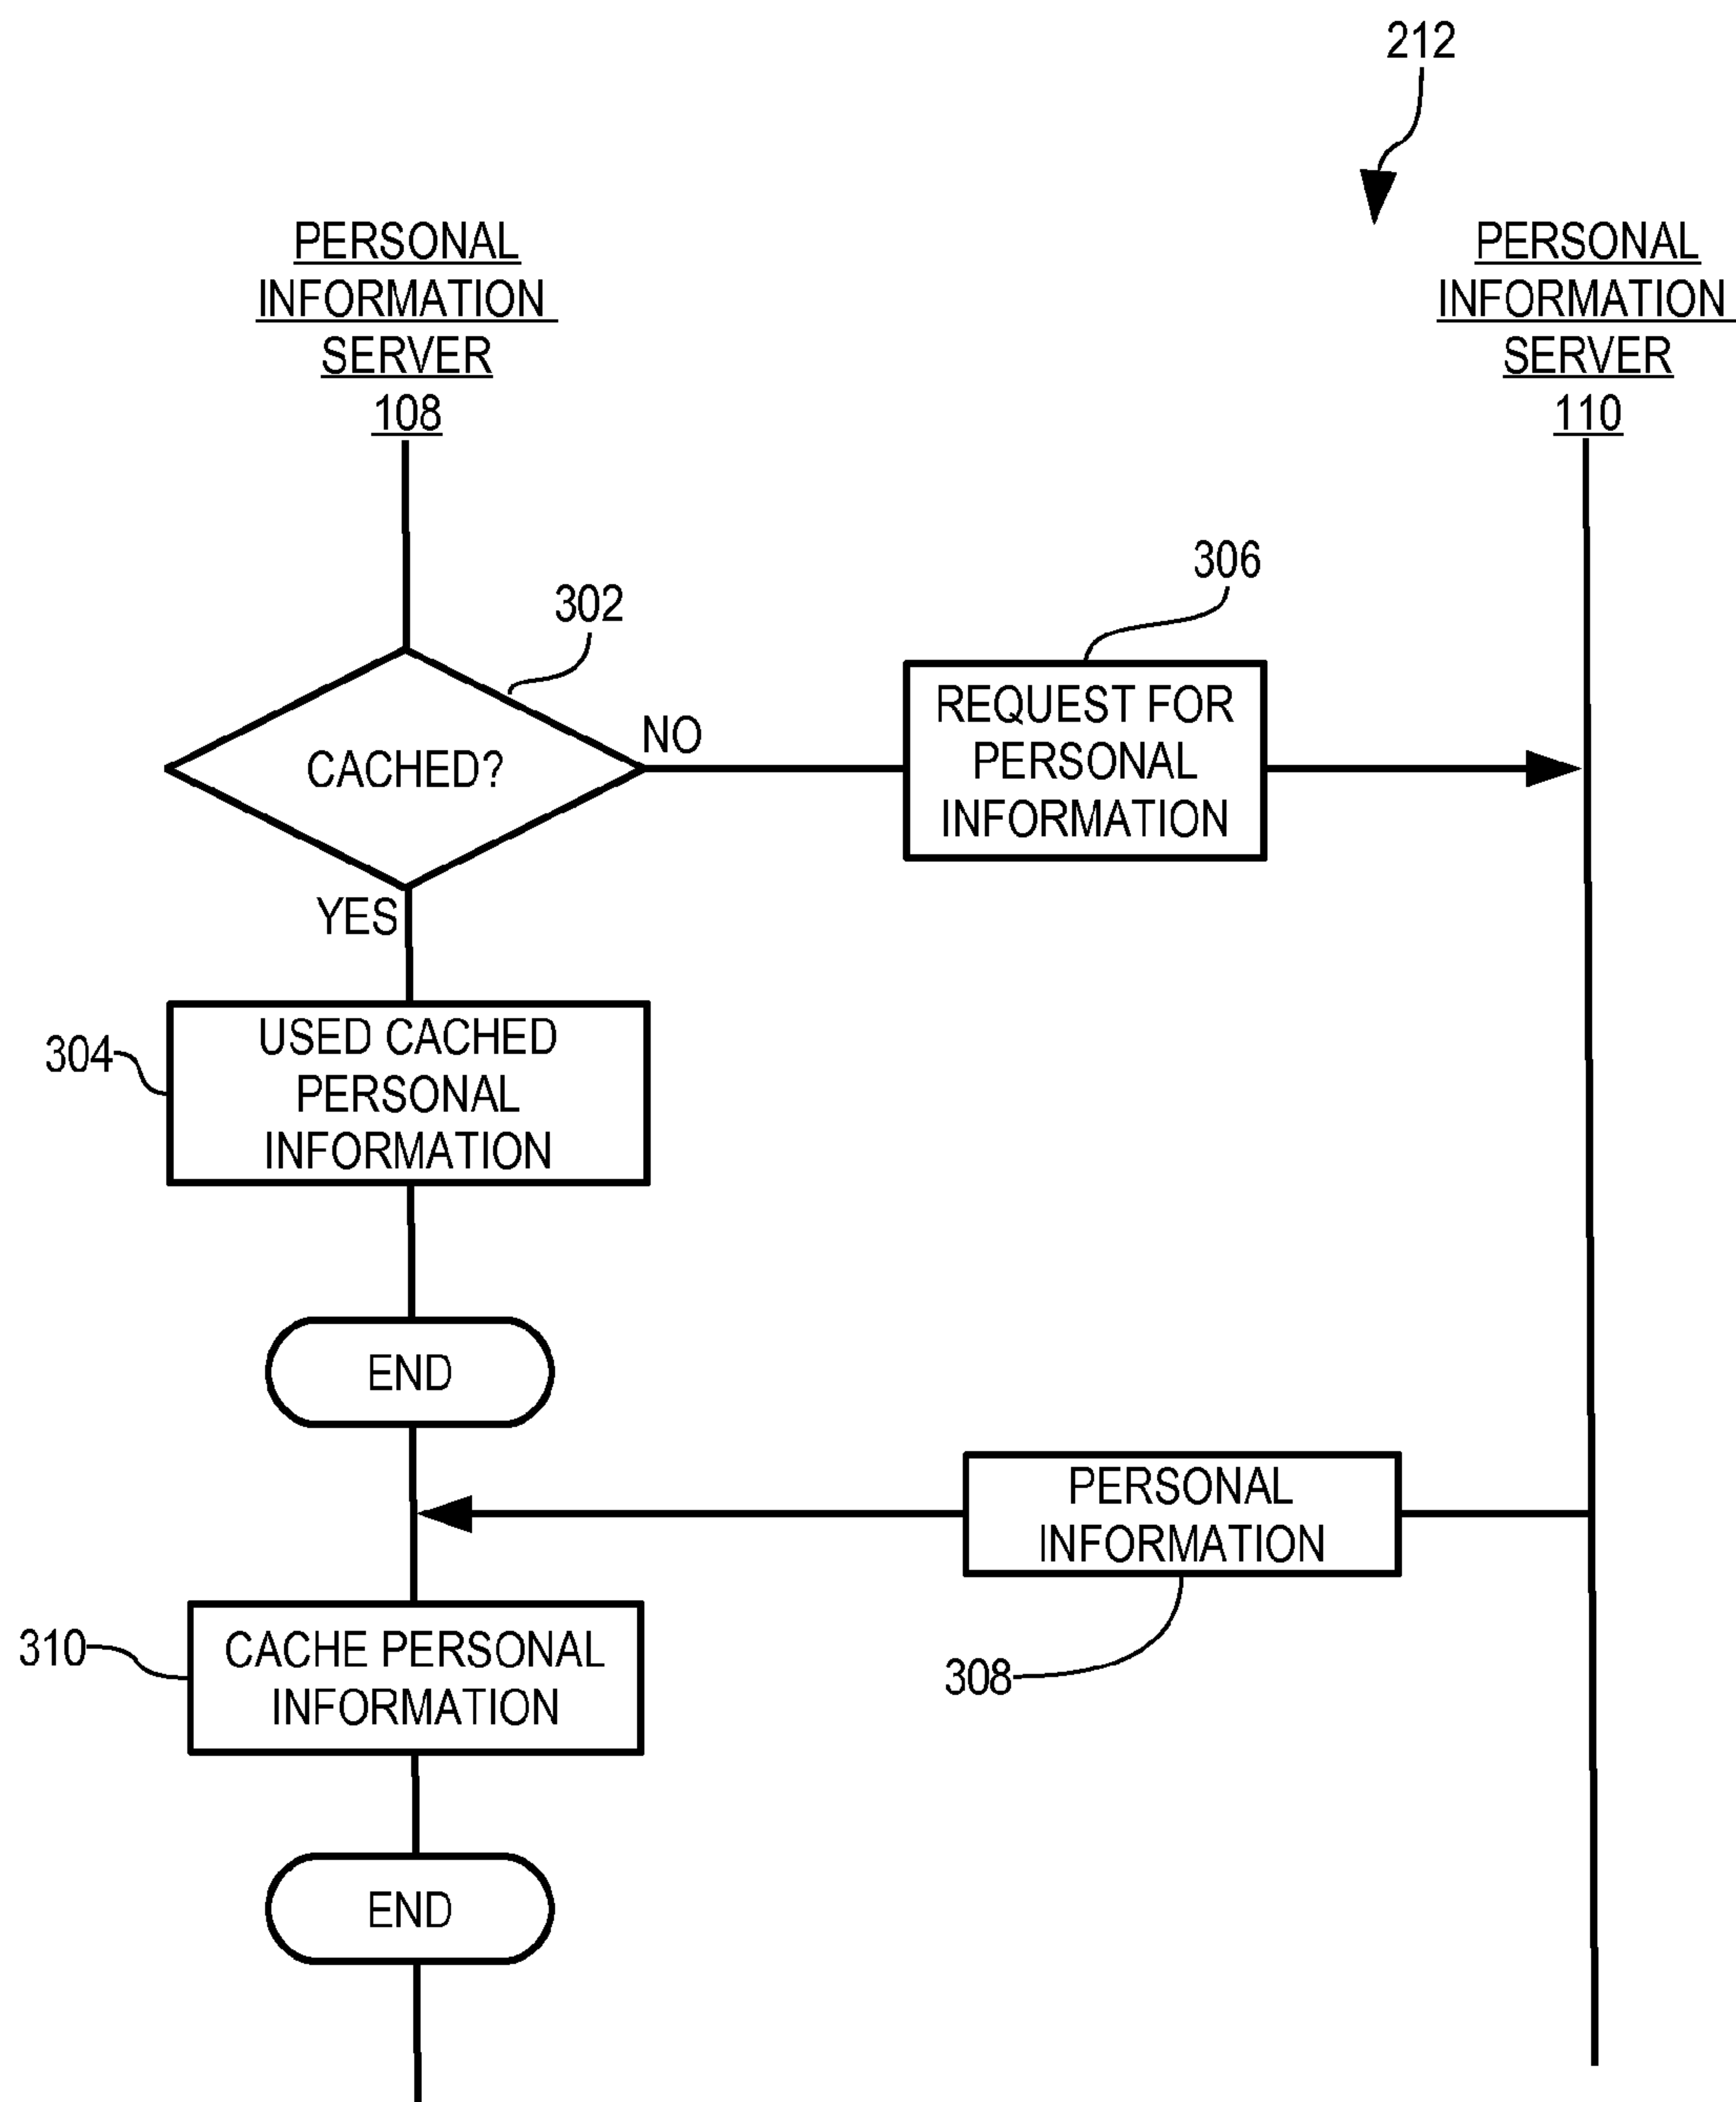 212
PERSONAL
INFORMATION
SERVER
108
PERSONAL
INFORMATION
SERVER
110
302
306
CACHED?
NO
REQUEST FOR
PERSONAL
INFORMATION
YES
304
USED CACHED
PERSONAL
INFORMATION
END
PERSONAL
INFORMATION
308
310
CACHE PERSONAL
INFORMATION
END